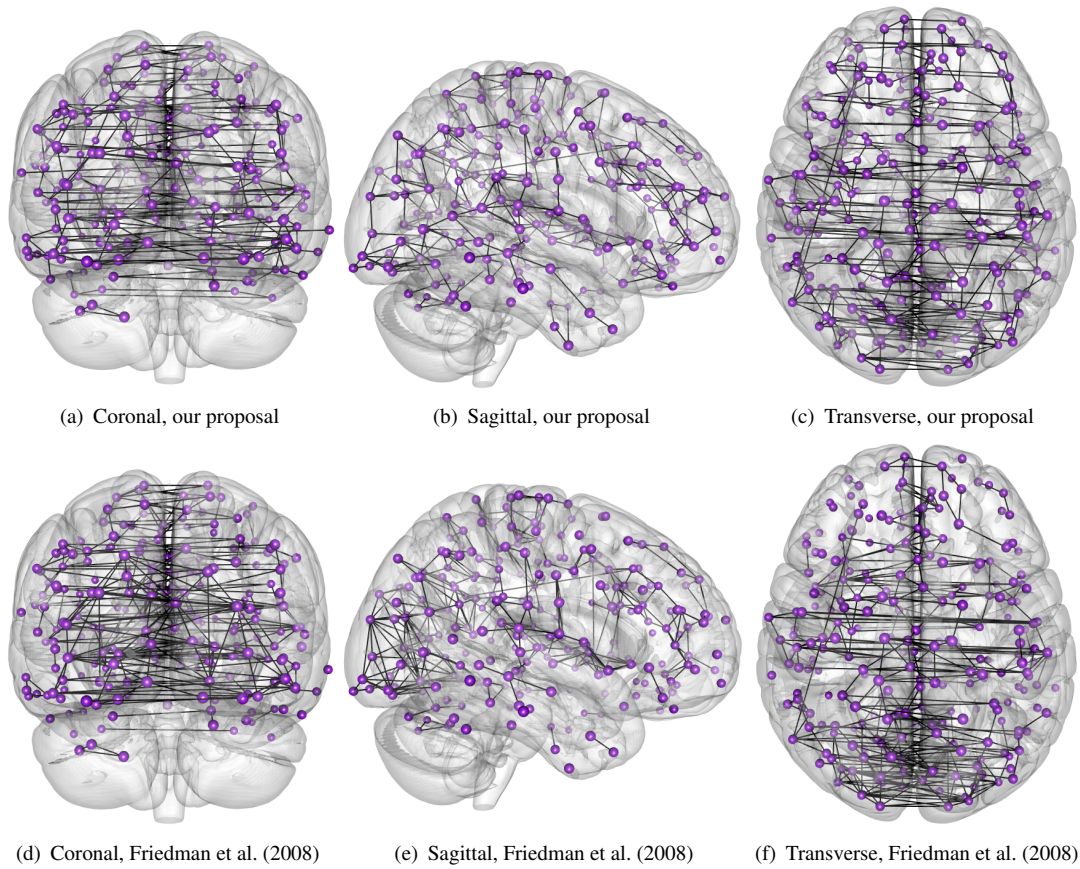 (a) Coronal, our proposal
(b) Sagittal, our proposal
(c) Transverse, our proposal
(d) Coronal, Friedman et al. (2008)
(e) Sagittal, Friedman et al. (2008)
(f) Transverse, Friedman et al. (2008)